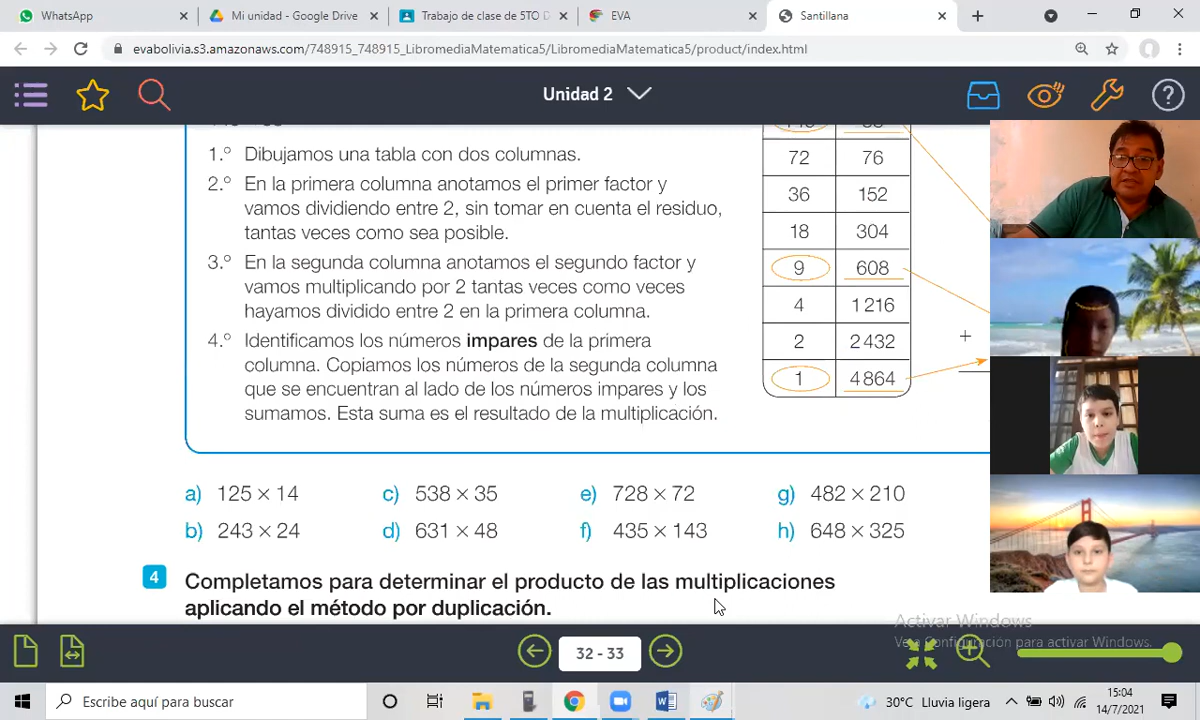 WhatsApp
Mi unidad - Google Drive
Trabajo de clase de 5TO D
EVA
Santillana
evabolivia.s3.amazonaws.com/748915_748915_LibromediaMatematica5/LibromediaMatematica5/product/index.html
Unidad 2
1.º Dibujamos una tabla con dos columnas.
2.º En la primera columna anotamos el primer factor y
vamos dividiendo entre 2, sin tomar en cuenta el residuo,
tantas veces como sea posible.
3.º En la segunda columna anotamos el segundo factor y
vamos multiplicando por 2 tantas veces como veces
hayamos dividido entre 2 en la primera columna.
4.º Identificamos los números impares de la primera
columna. Copiamos los números de la segunda columna
que se encuentran al lado de los números impares y los
sumamos. Esta suma es el resultado de la multiplicación.
72 76
36 152
18 304
9 608
4 1 216
2 2 432
1 4 864
+
a) 125 × 14 c) 538 × 35 e) 728 × 72 g) 482 × 210
b) 243 × 24 d) 631 × 48 f) 435 × 143 h) 648 × 325
4 Completamos para determinar el producto de las multiplicaciones
aplicando el método por duplicación.
Activar Windows
Ve a Configuración para activar Windows.
32 - 33
Escribe aquí para buscar
30°C Lluvia ligera
15:04
14/7/2021